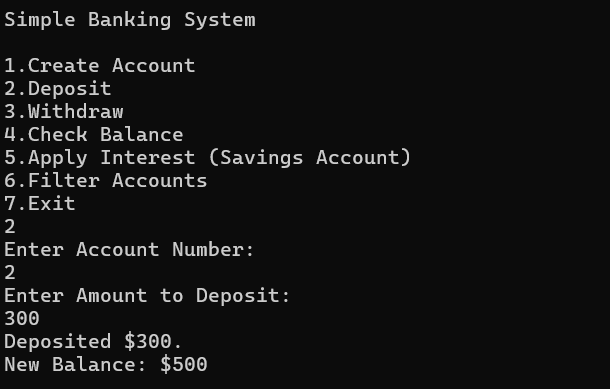 Simple Banking System
1.Create Account
2.Deposit
3.Withdraw
4.Check Balance
5.Apply Interest (Savings Account)
6.Filter Accounts
7.Exit
2
Enter Account Number:
2
Enter Amount to Deposit:
300
Deposited $300.
New Balance: $500